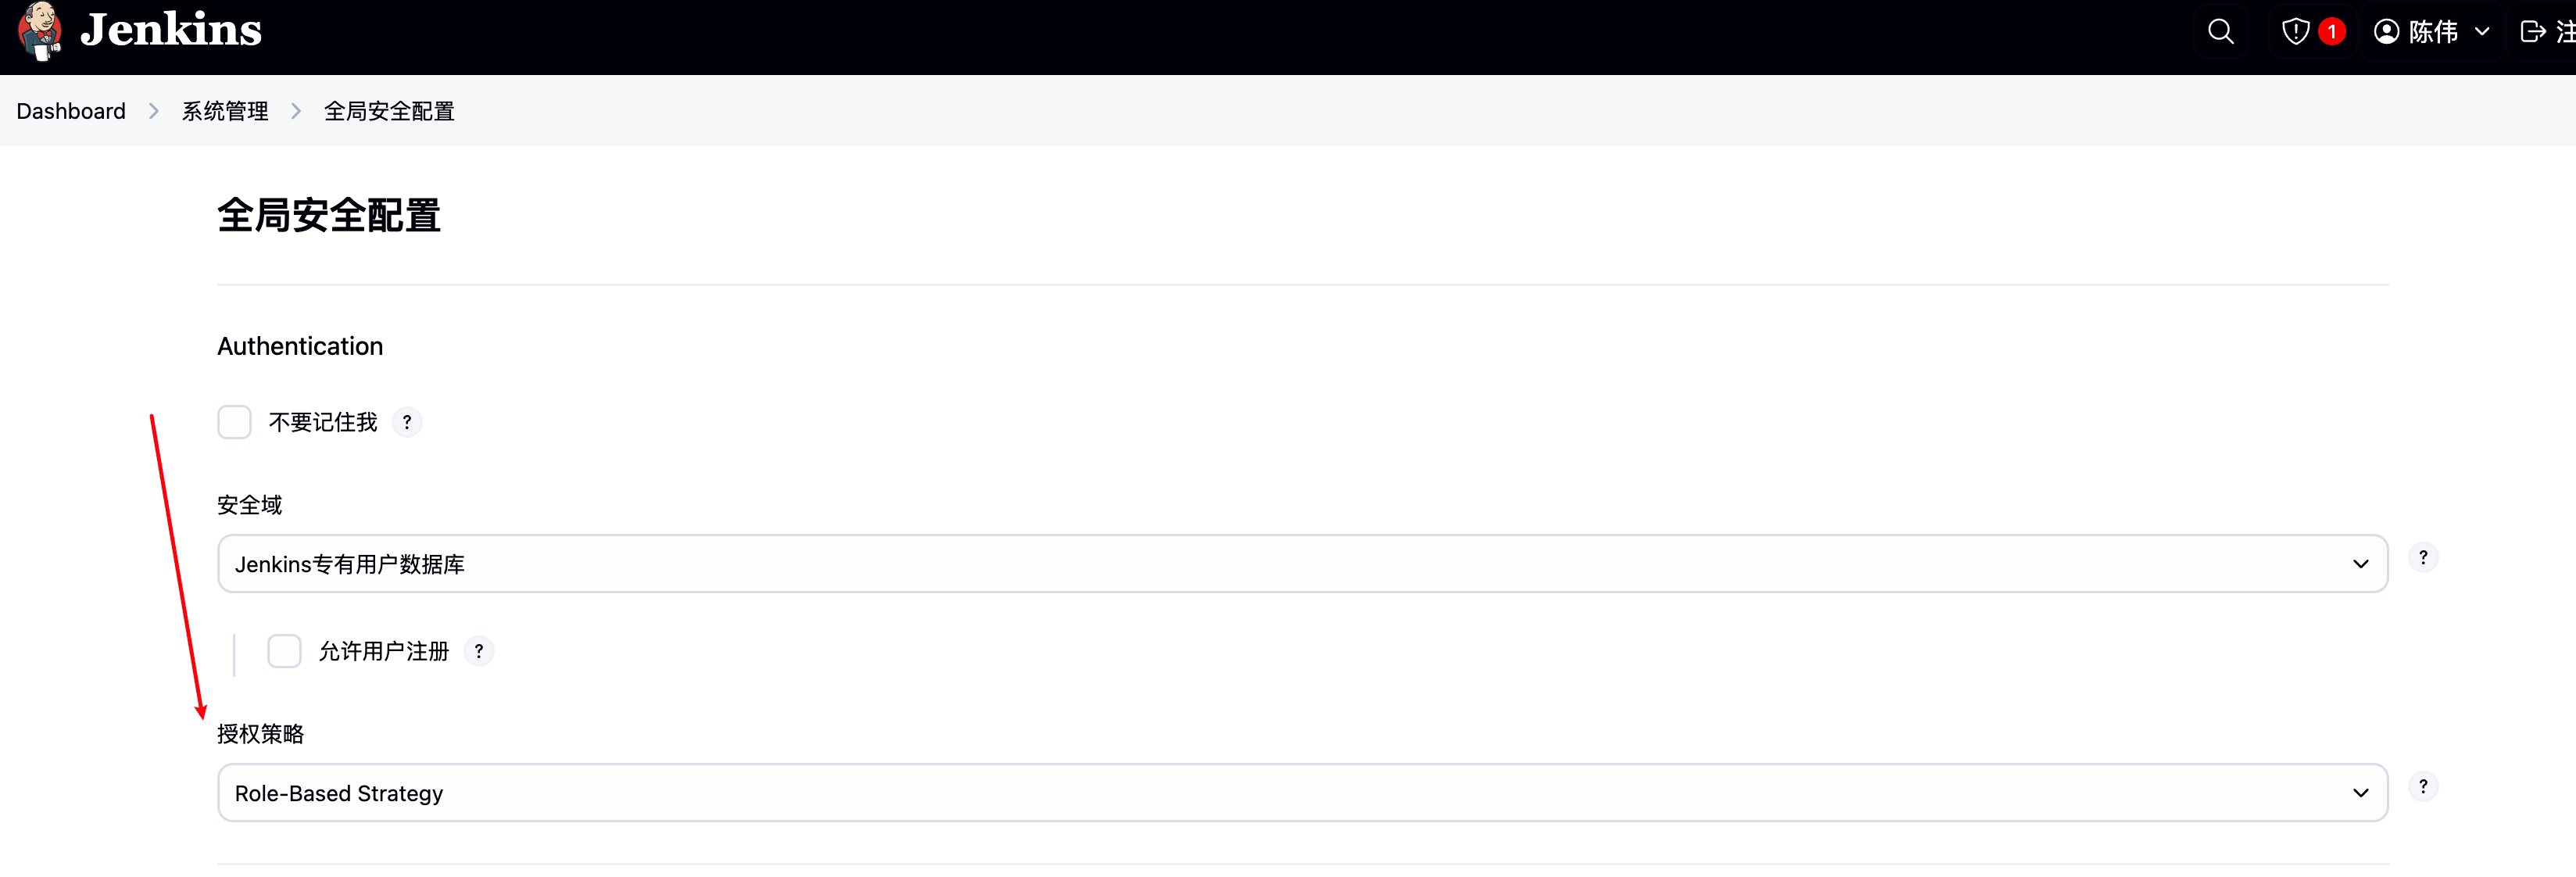 Jenkins
1
陈伟
注
Dashboard 系统管理 全局安全配置
全局安全配置
Authentication
不要记住我 ?
安全域
Jenkins专有用户数据库
?
允许用户注册 ?
授权策略
Role-Based Strategy
?